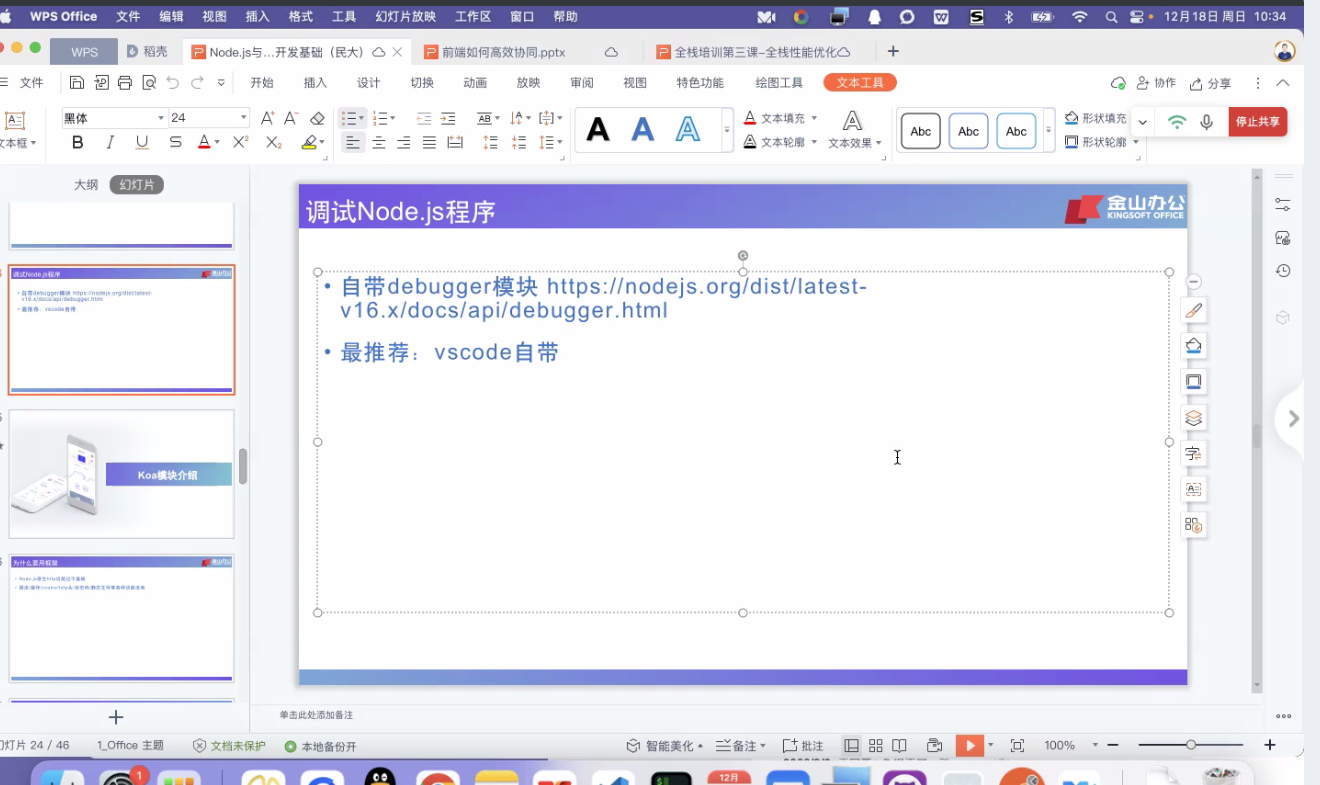 WPS Office 文件 编辑 视图 插入 格式 工具 幻灯片放映 工作区 窗口 帮助 12月18日 周日 10:34
WPS 稻壳 Node.js与...开发基础（民大） 前端如何高效协同.pptx 全栈培训第三课-全栈性能优化
文件 开始 插入 设计 切换 动画 放映 审阅 视图 特色功能 绘图工具 文本工具 协作 分享
黑体 24 文本填充 Abc Abc Abc 形状填充 停止共享
文本框 B I U S A X² X₂ 文本轮廓 文本效果 形状轮廓
大纲 幻灯片
调试Node.js程序
自带debugger模块 https://nodejs.org/dist/latest-
v16.x/docs/api/debugger.html
最推荐：vscode自带
Koa模块介绍
为什么要用框架
调试Node.js程序
金山办公
KINGSOFT OFFICE
• 自带debugger模块 https://nodejs.org/dist/latest-
v16.x/docs/api/debugger.html
• 最推荐：vscode自带
单击此处添加备注
幻灯片 24 / 46 1_Office 主题 文档未保护 本地备份开 智能美化 备注 批注 100%
1
12月